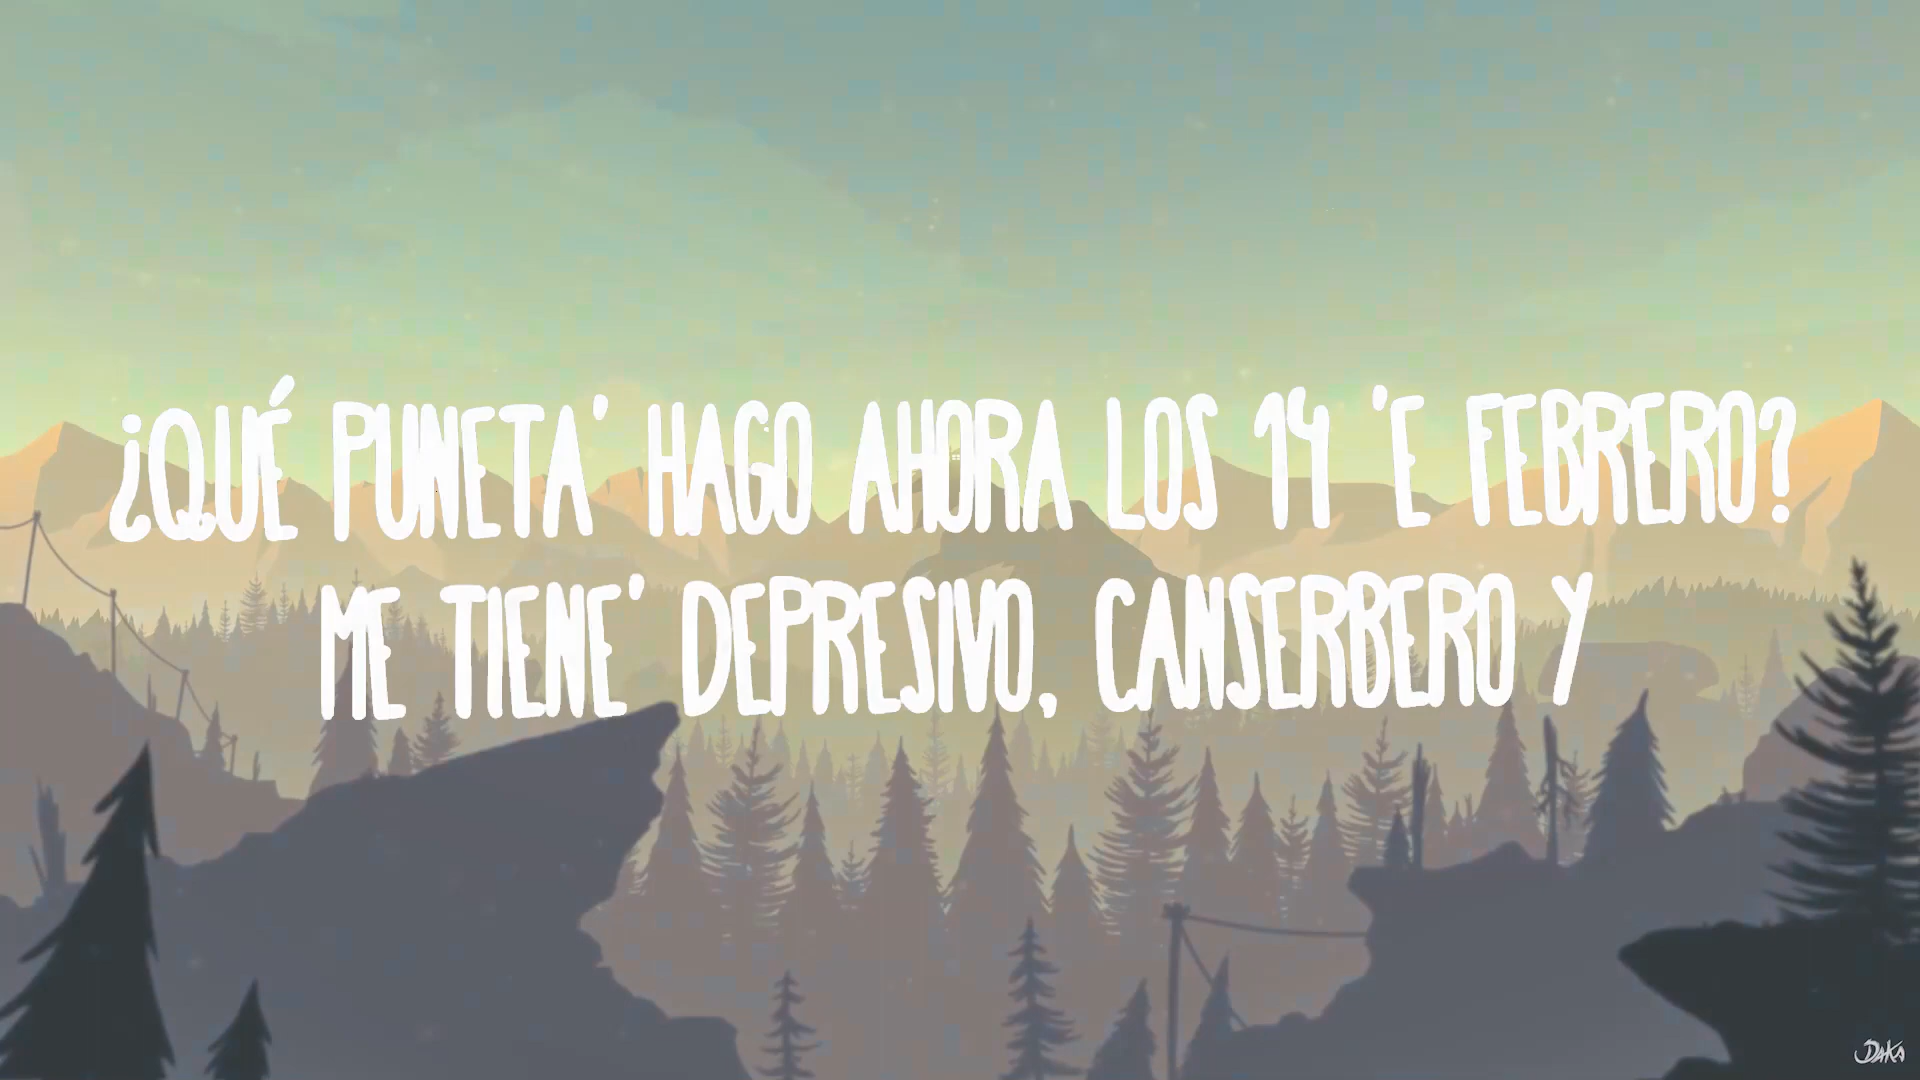 ¿QUÉ PUNETA' HAGO AHORA LOS 14 'E FEBRERO?
ME TIENE' DEPRESIVO, CANSERBERO Y
DAKA